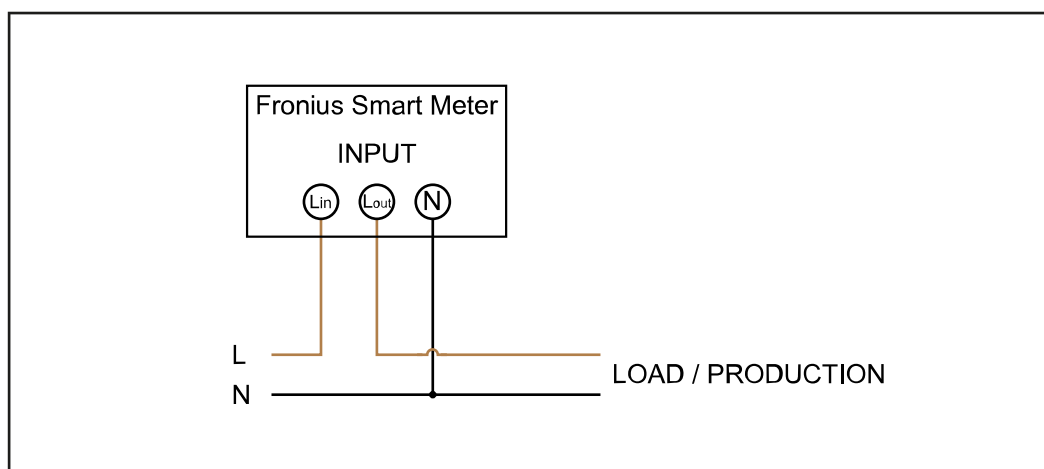 Fronius Smart Meter
INPUT
Lin Lout N
L
LOAD / PRODUCTION
N